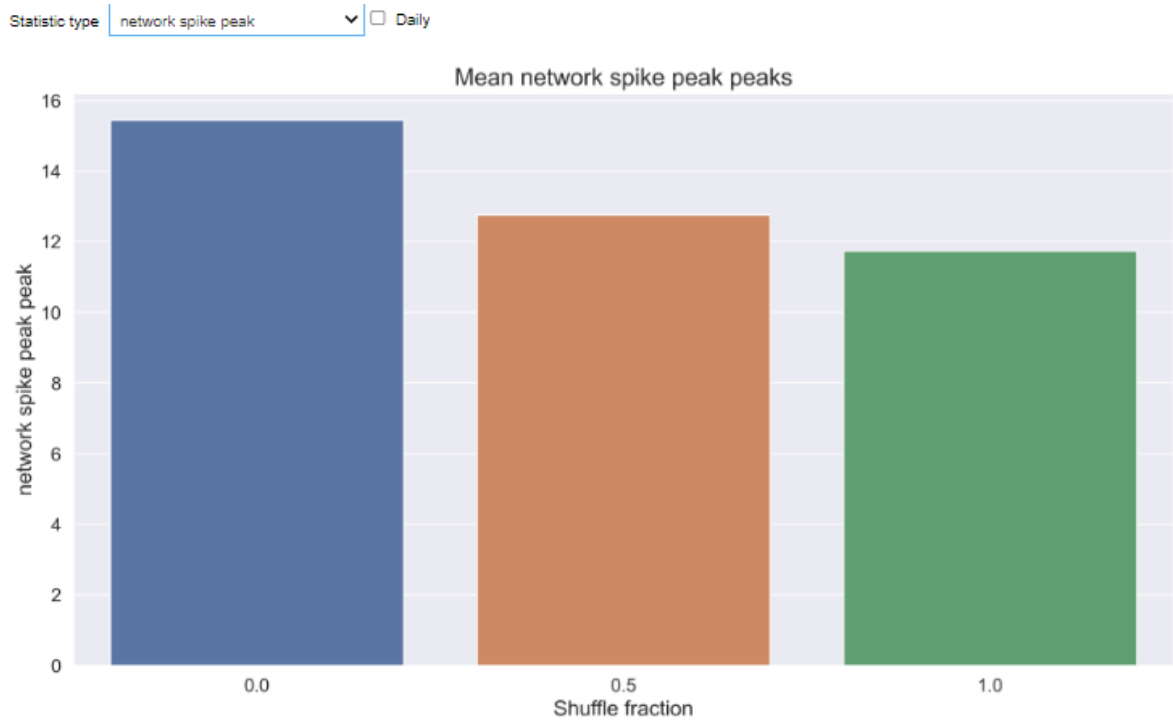 Statistic type network spike peak Daily
Mean network spike peak peaks
16
14
12
10
8
6
4
2
0
network spike peak peak
0.0 0.5 1.0
Shuffle fraction